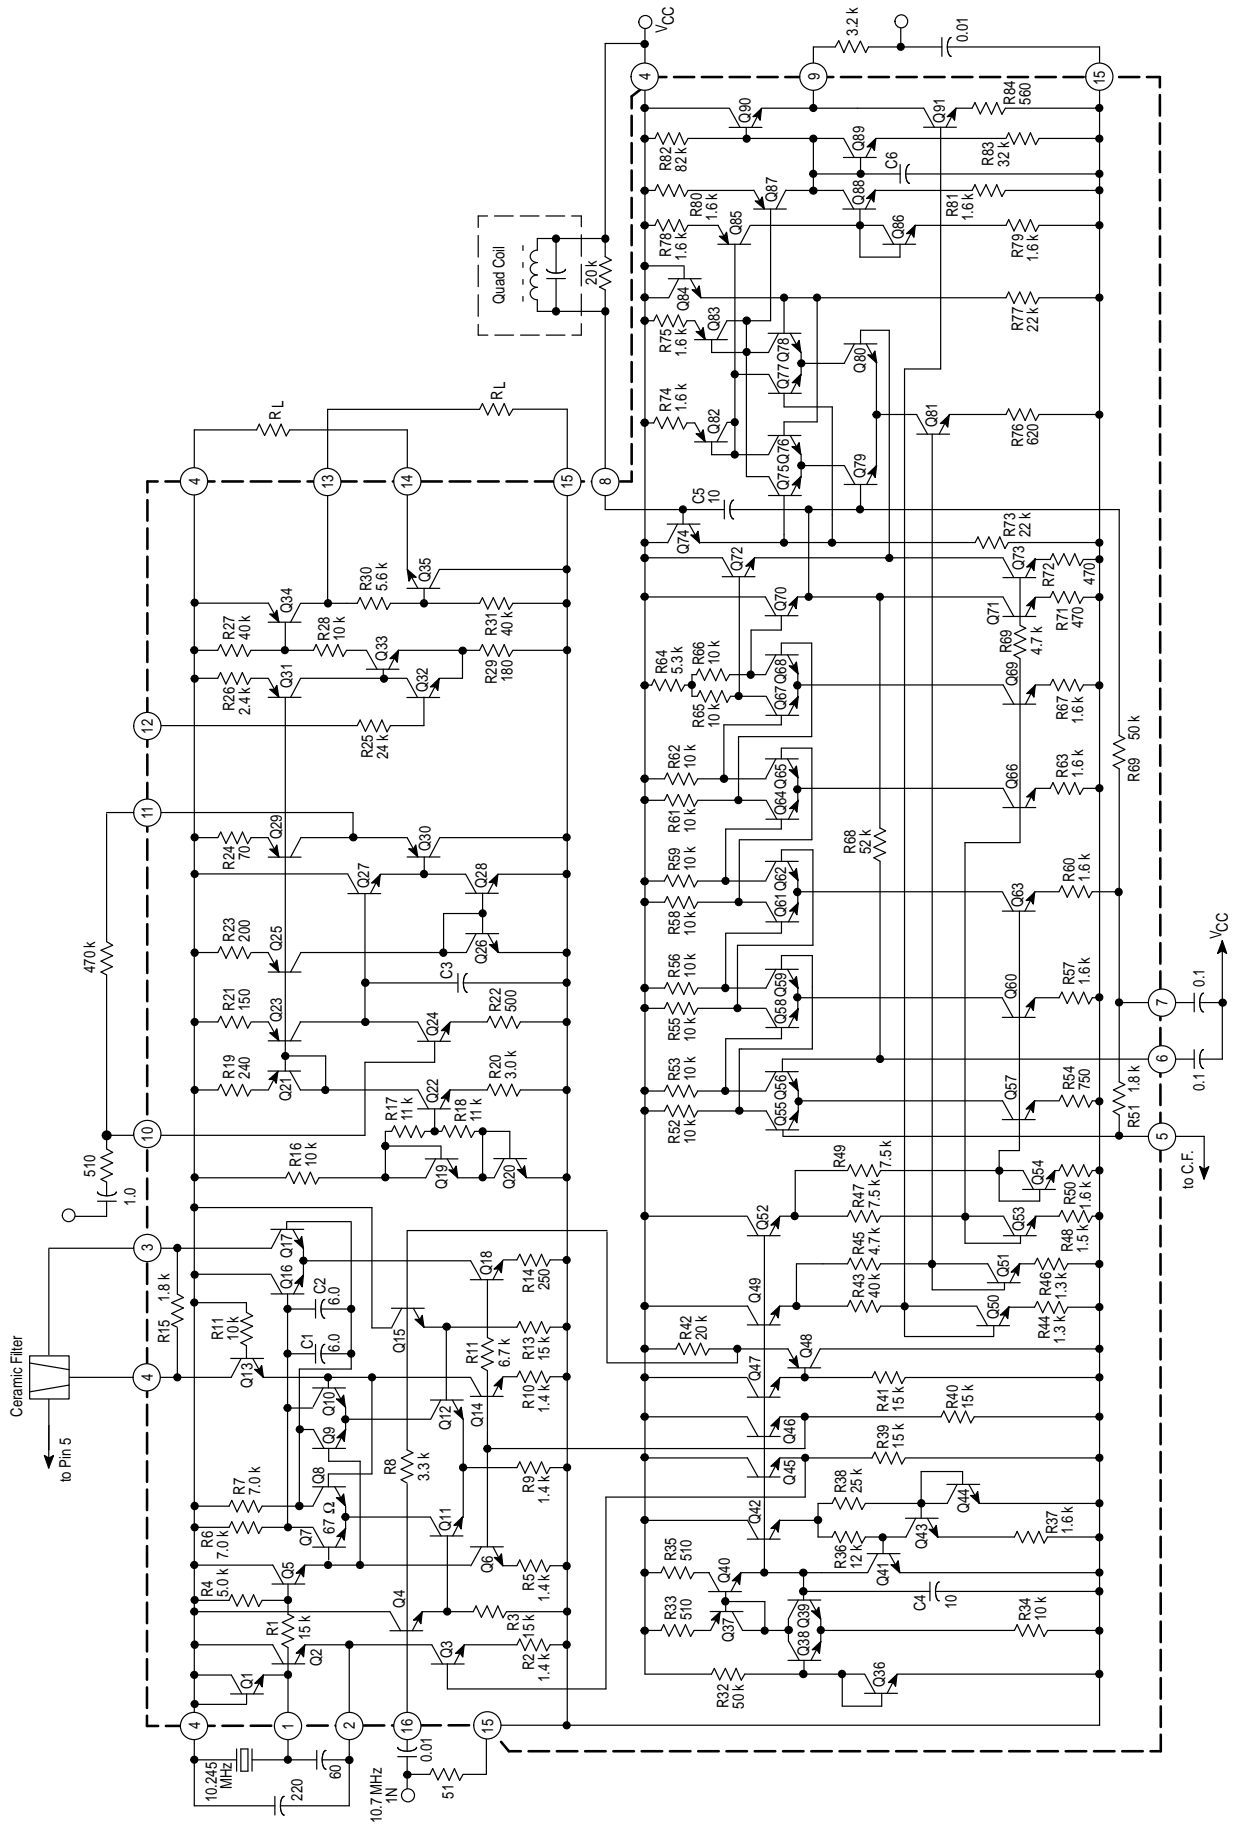 Ceramic Filter
to Pin 5
4
3
10
11
12
R15
1.8 k
510
1.0
470 k
4
1
2
16
15
10.245
MHz
220
60
10.7 MHz
1N
0.01
51
Q1
Q2
R1
15 k
R4
5.0 k
Q5
R6
7.0 k
R7
7.0 k
Q7
67 Ω
Q8
Q9
Q10
C1
6.0
C2
6.0
Q13
R11
10 k
Q16
Q17
Q3
R2
1.4 k
Q4
R3
15 k
R5
1.4 k
Q6
Q11
R8
3.3 k
R9
1.4 k
Q12
Q14
R10
1.4 k
R11
6.7 k
Q15
R13
15 k
Q18
R14
250
R16
10 k
Q19
Q20
R17
11 k
R18
11 k
Q22
R19
240
Q21
R20
3.0 k
R21
150
Q23
Q24
R22
500
C3
R23
200
Q25
Q26
Q27
Q28
R24
70
Q29
Q30
R25
24 k
R26
2.4 k
Q31
Q32
Q33
R27
40 k
R28
10 k
R29
180
Q34
R30
5.6 k
R31
40 k
Q35
4
13
14
15
8
RL
RL
Quad Coil
20 k
4
VCC
9
3.2 k
0.01
15
R32
50 k
Q36
R33
510
Q37
Q38
Q39
R34
10 k
R35
510
Q40
C4
10
Q41
R36
12 k
Q42
R38
25 k
Q43
Q44
R37
1.6 k
Q45
R39
15 k
Q46
R40
15 k
Q47
R41
15 k
R42
20 k
Q48
Q49
R43
40 k
R45
4.7 k
Q50
R44
1.3 k
Q51
R46
1.3 k
Q52
R47
7.5 k
R49
7.5 k
Q53
R48
1.5 k
Q54
R50
1.6 k
R52
10 k
R53
10 k
Q55
Q56
Q57
R54
750
R55
10 k
R56
10 k
Q58
Q59
Q60
R57
1.6 k
R58
10 k
R59
10 k
Q61
Q62
Q63
R60
1.6 k
R61
10 k
R62
10 k
Q64
Q65
Q66
R63
1.6 k
R64
5.3 k
R65
10 k
R66
10 k
Q67
Q68
Q69
R67
1.6 k
R68
52 k
R69
4.7 k
Q70
Q71
R71
470
Q72
Q73
R72
470
Q74
C5
10
R73
22 k
R74
1.6 k
Q82
R75
1.6 k
Q83
Q84
Q75
Q76
Q77
Q78
Q79
Q80
Q81
R76
620
R77
22 k
R78
1.6 k
Q85
R80
1.6 k
Q87
Q86
R79
1.6 k
Q88
R81
1.6 k
R82
82 k
Q89
C6
R83
32 k
Q90
Q91
R84
560
R51
1.8 k
R69
50 k
5
6
7
to C.F.
0.1
0.1
VCC